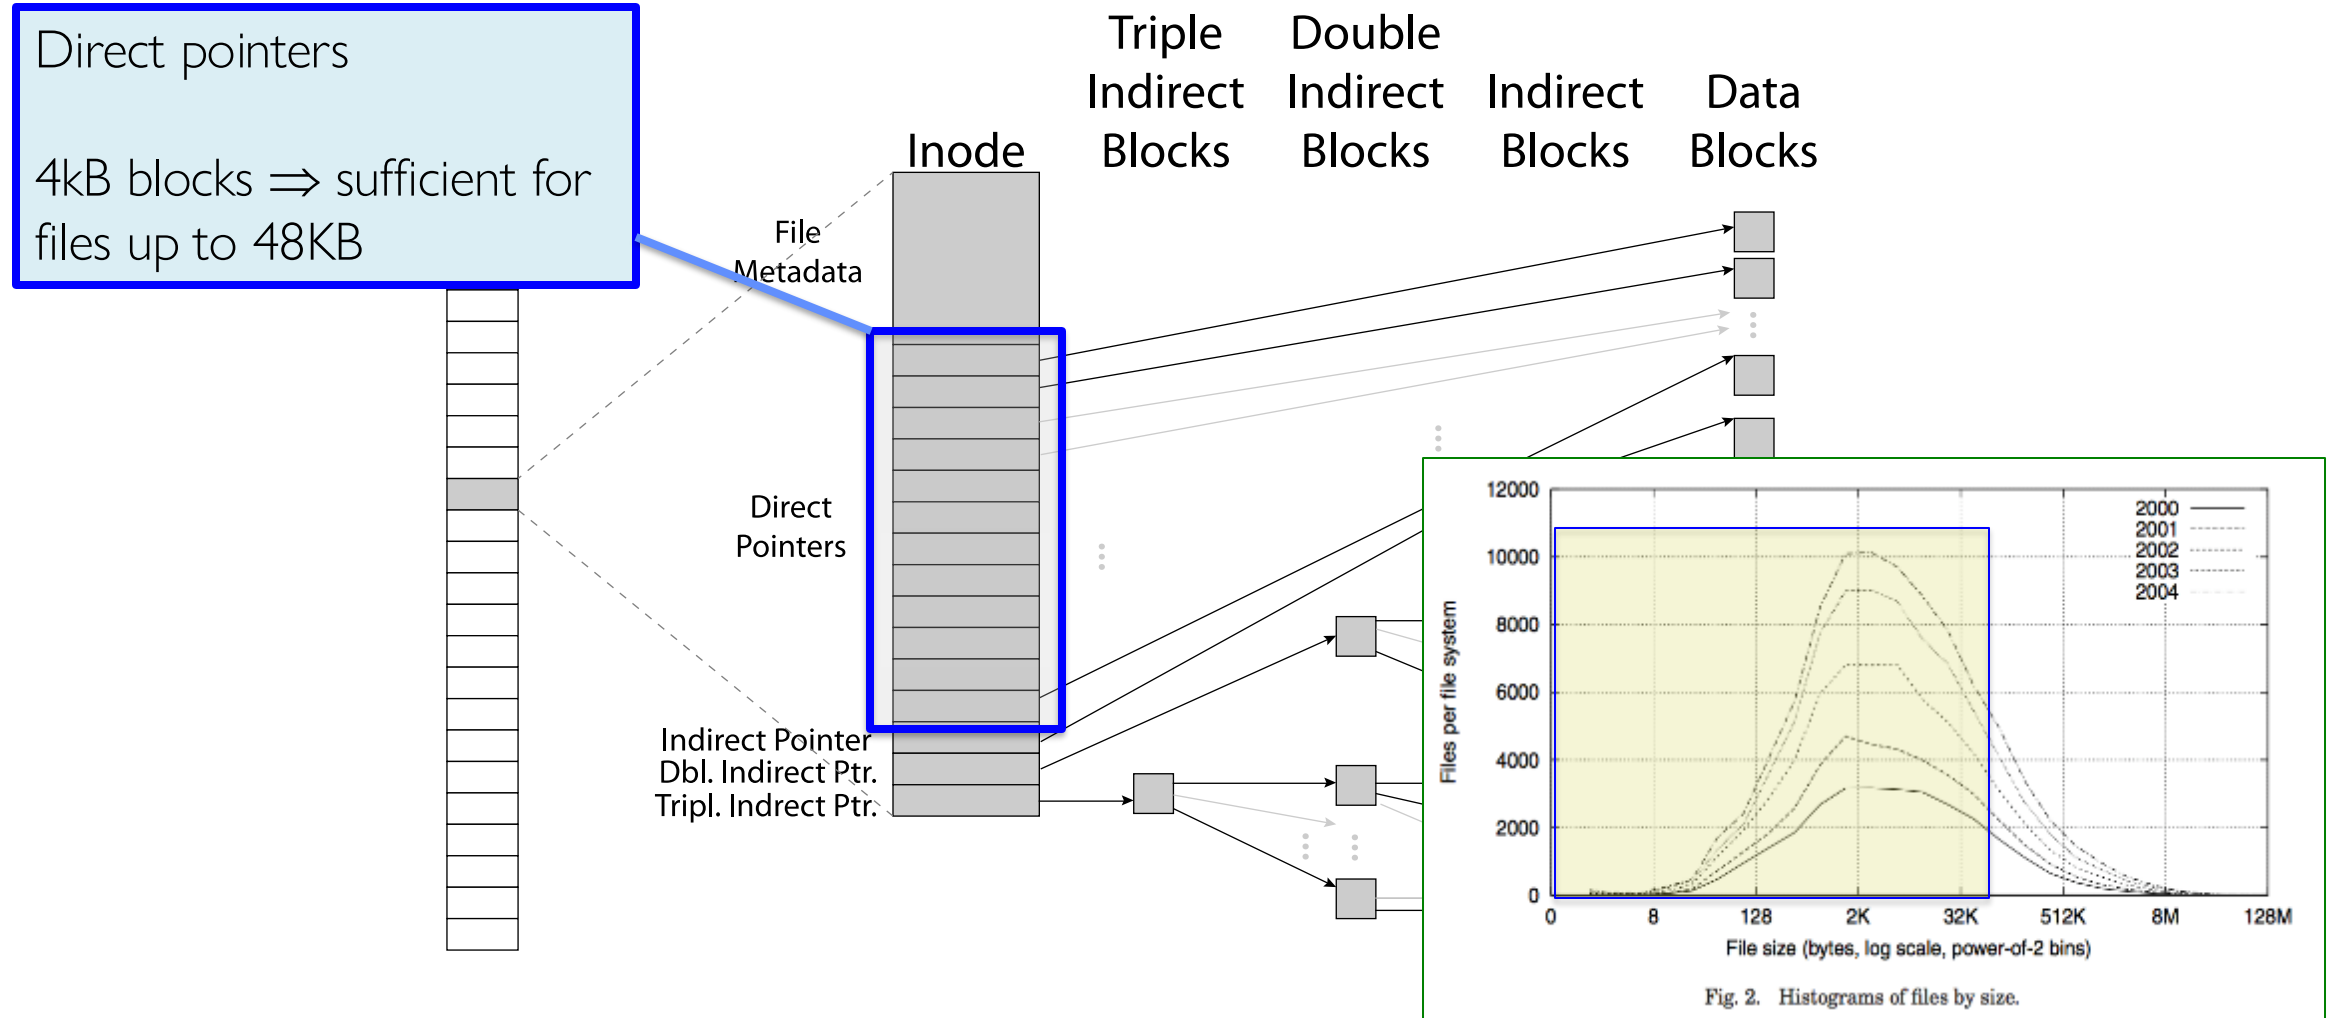 Direct pointers
4kB blocks ⇒ sufficient for
files up to 48KB
Triple
Indirect
Blocks
Double
Indirect
Blocks
Indirect
Blocks
Data
Blocks
Inode
File
Metadata
Direct
Pointers
Indirect Pointer
Dbl. Indirect Ptr.
Tripl. Indrect Ptr.
12000
10000
8000
6000
4000
2000
0
Files per file system
2000
2001
2002
2003
2004
0 8 128 2K 32K 512K 8M 128M
File size (bytes, log scale, power-of-2 bins)
Fig. 2. Histograms of files by size.